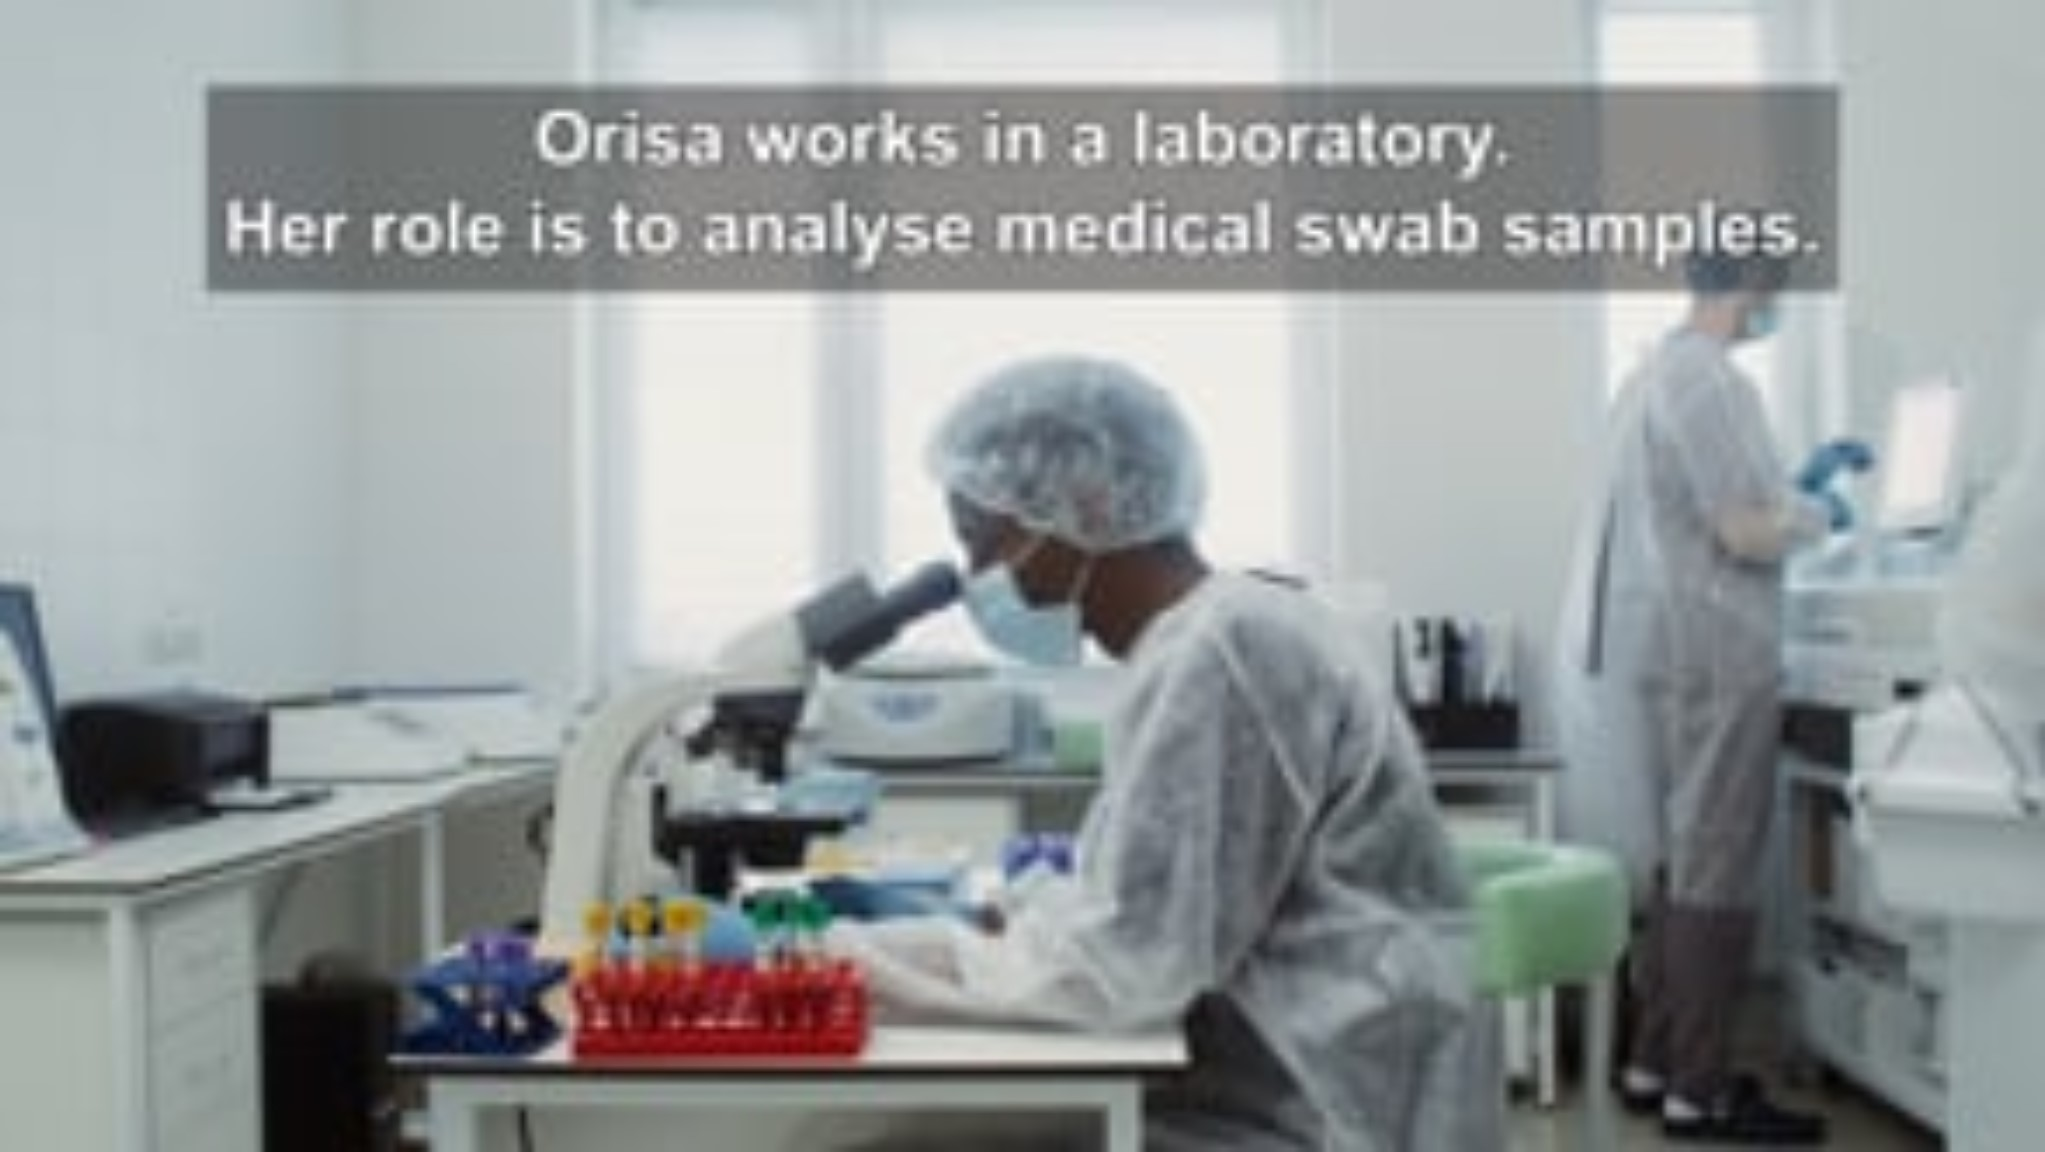 Orisa works in a laboratory.
Her role is to analyse medical swab samples.